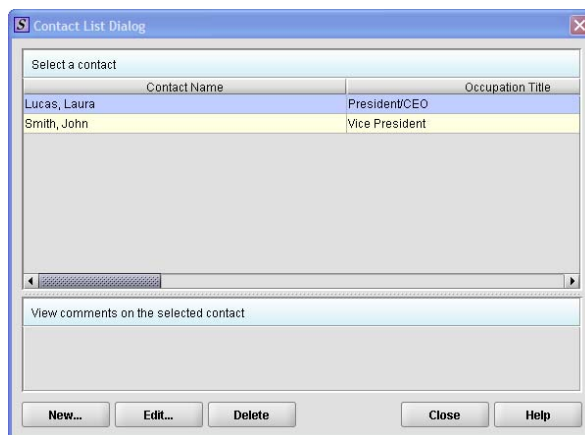 S Contact List Dialog
Select a contact
Contact Name Occupation Title
Lucas, Laura President/CEO
Smith, John Vice President
View comments on the selected contact
New... Edit... Delete Close Help